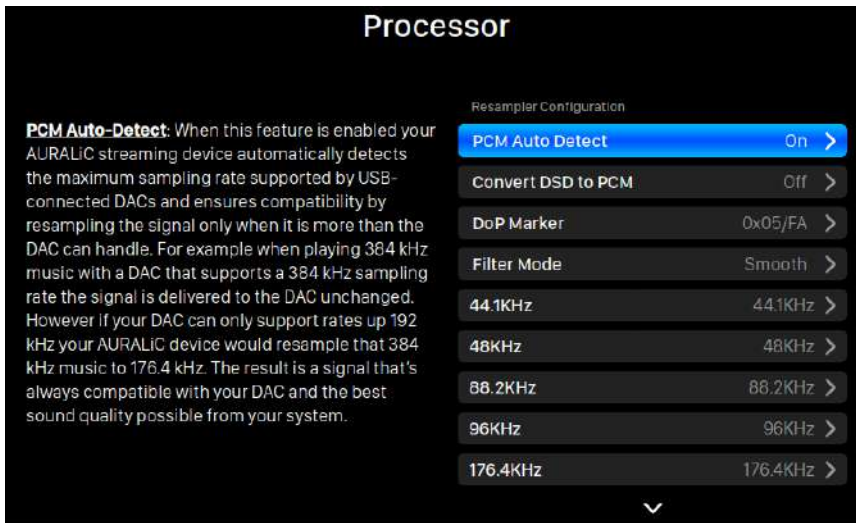 Processor
PCM Auto-Detect: When this feature is enabled your
AURALiC streaming device automatically detects
the maximum sampling rate supported by USB-
connected DACs and ensures compatibility by
resampling the signal only when it is more than the
DAC can handle. For example when playing 384 kHz
music with a DAC that supports a 384 kHz sampling
rate the signal is delivered to the DAC unchanged.
However if your DAC can only support rates up 192
kHz your AURALiC device would resample that 384
kHz music to 176.4 kHz. The result is a signal that's
always compatible with your DAC and the best
sound quality possible from your system.
Resampler Configuration
PCM Auto Detect On
Convert DSD to PCM Off
DoP Marker 0x05/FA
Filter Mode Smooth
44.1KHz 44.1KHz
48KHz 48KHz
88.2KHz 88.2KHz
96KHz 96KHz
176.4KHz 176.4KHz